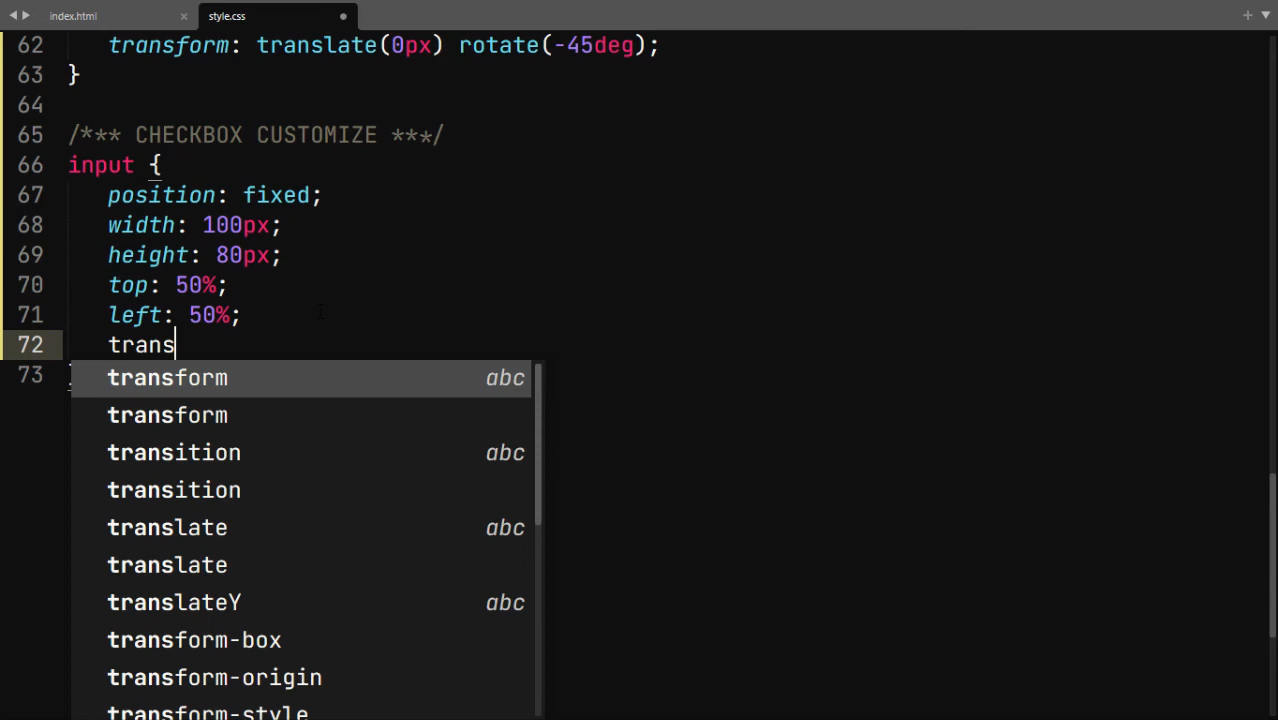 index.html × style.css
62 transform: translate(0px) rotate(-45deg);
63 }
64
65 /*** CHECKBOX CUSTOMIZE ***/
66 input {
67 position: fixed;
68 width: 100px;
69 height: 80px;
70 top: 50%;
71 left: 50%;
72 trans
73
transform abc
transform
transition abc
transition
translate abc
translate
translateY abc
transform-box
transform-origin
transform-style